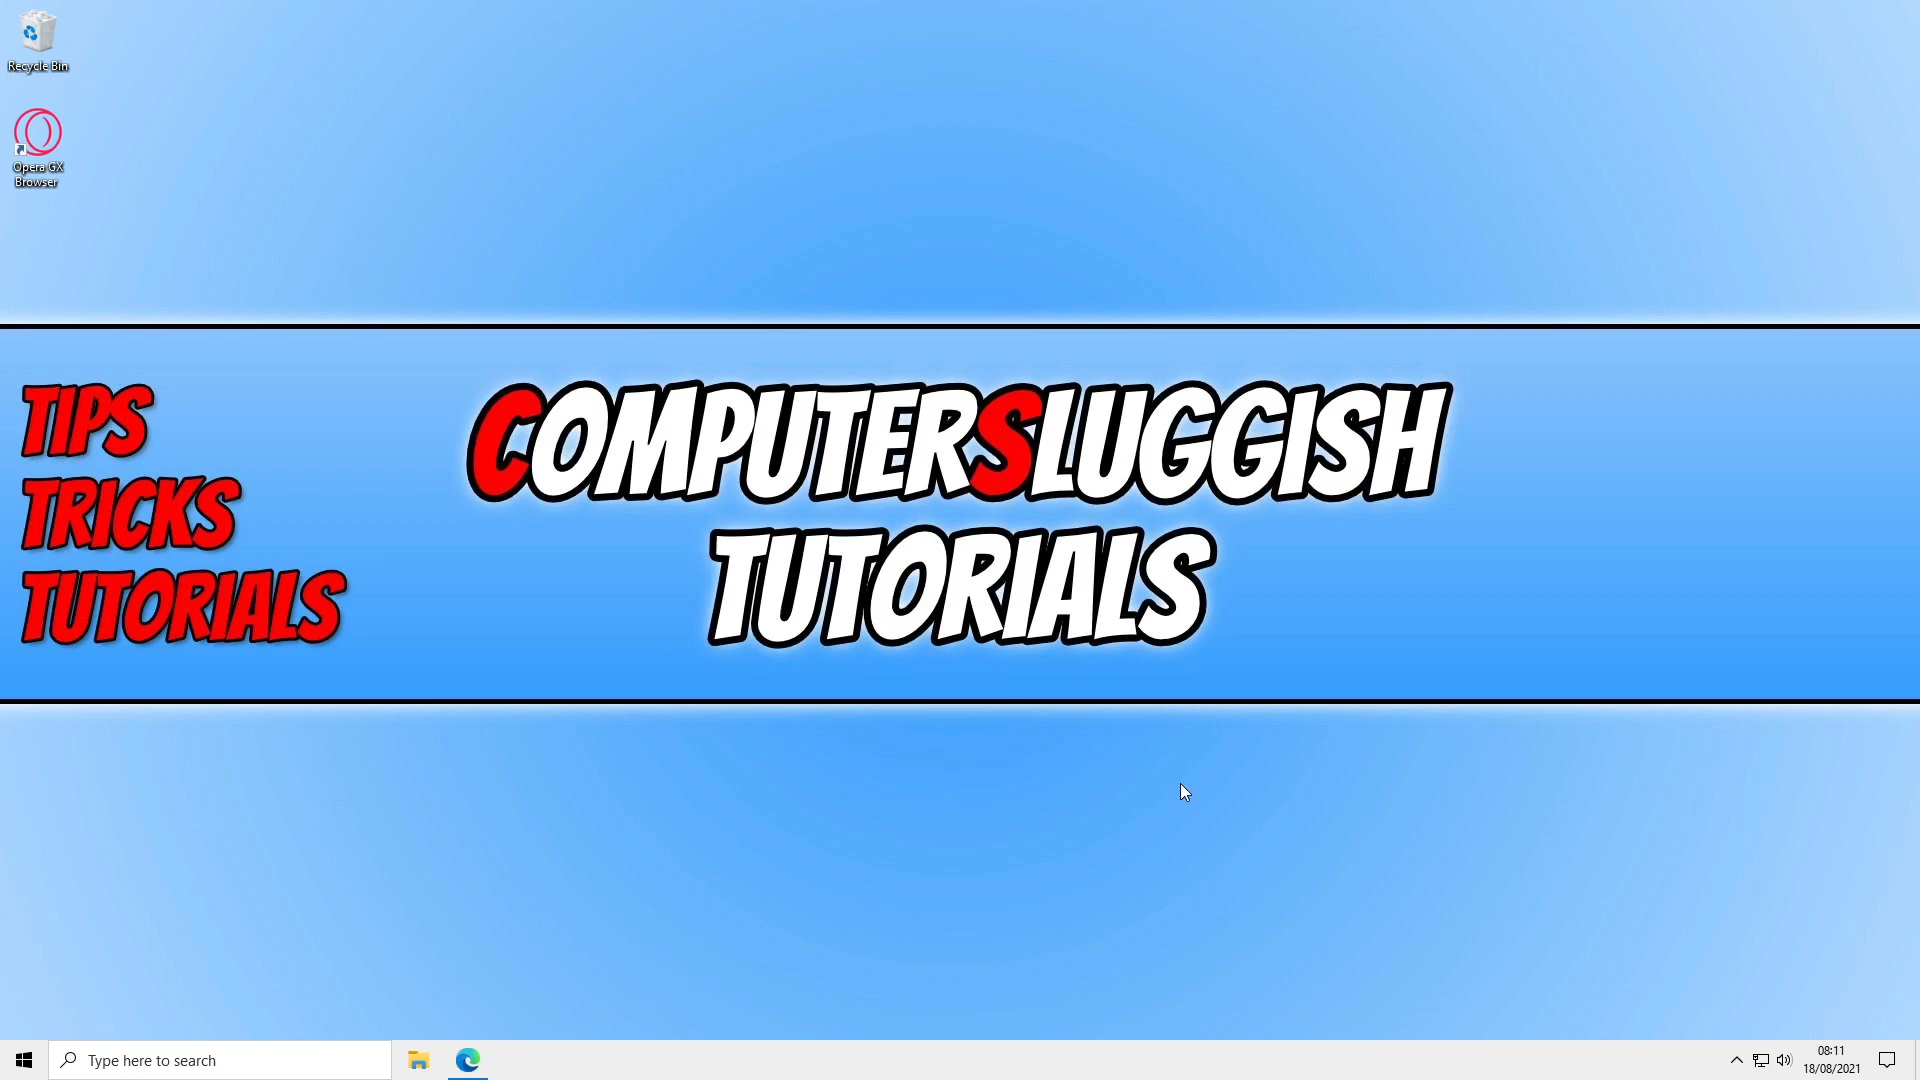 Recycle Bin
Opera GX
Browser
TIPS
TRICKS
TUTORIALS
COMPUTERSLUGGISH
TUTORIALS
Type here to search
08:11
18/08/2021